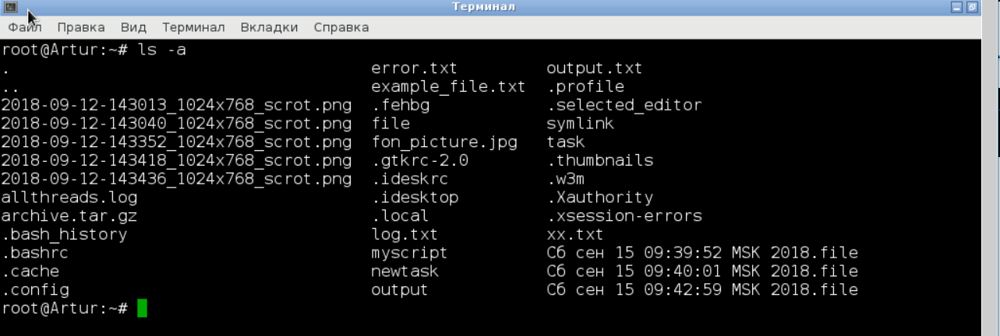 Терминал
Файл Правка Вид Терминал Вкладки Справка
root@Artur:~# ls -a
. error.txt output.txt
.. example_file.txt .profile
2018-09-12-143013_1024x768_scrot.png .fehbg .selected_editor
2018-09-12-143040_1024x768_scrot.png file symlink
2018-09-12-143352_1024x768_scrot.png fon_picture.jpg task
2018-09-12-143418_1024x768_scrot.png .gtkrc-2.0 .thumbnails
2018-09-12-143436_1024x768_scrot.png .ideskrc .w3m
allthreads.log .idesktop .Xauthority
archive.tar.gz .local .xsession-errors
.bash_history log.txt xx.txt
.bashrc myscript Сб сен 15 09:39:52 MSK 2018.file
.cache newtask Сб сен 15 09:40:01 MSK 2018.file
.config output Сб сен 15 09:42:59 MSK 2018.file
root@Artur:~#